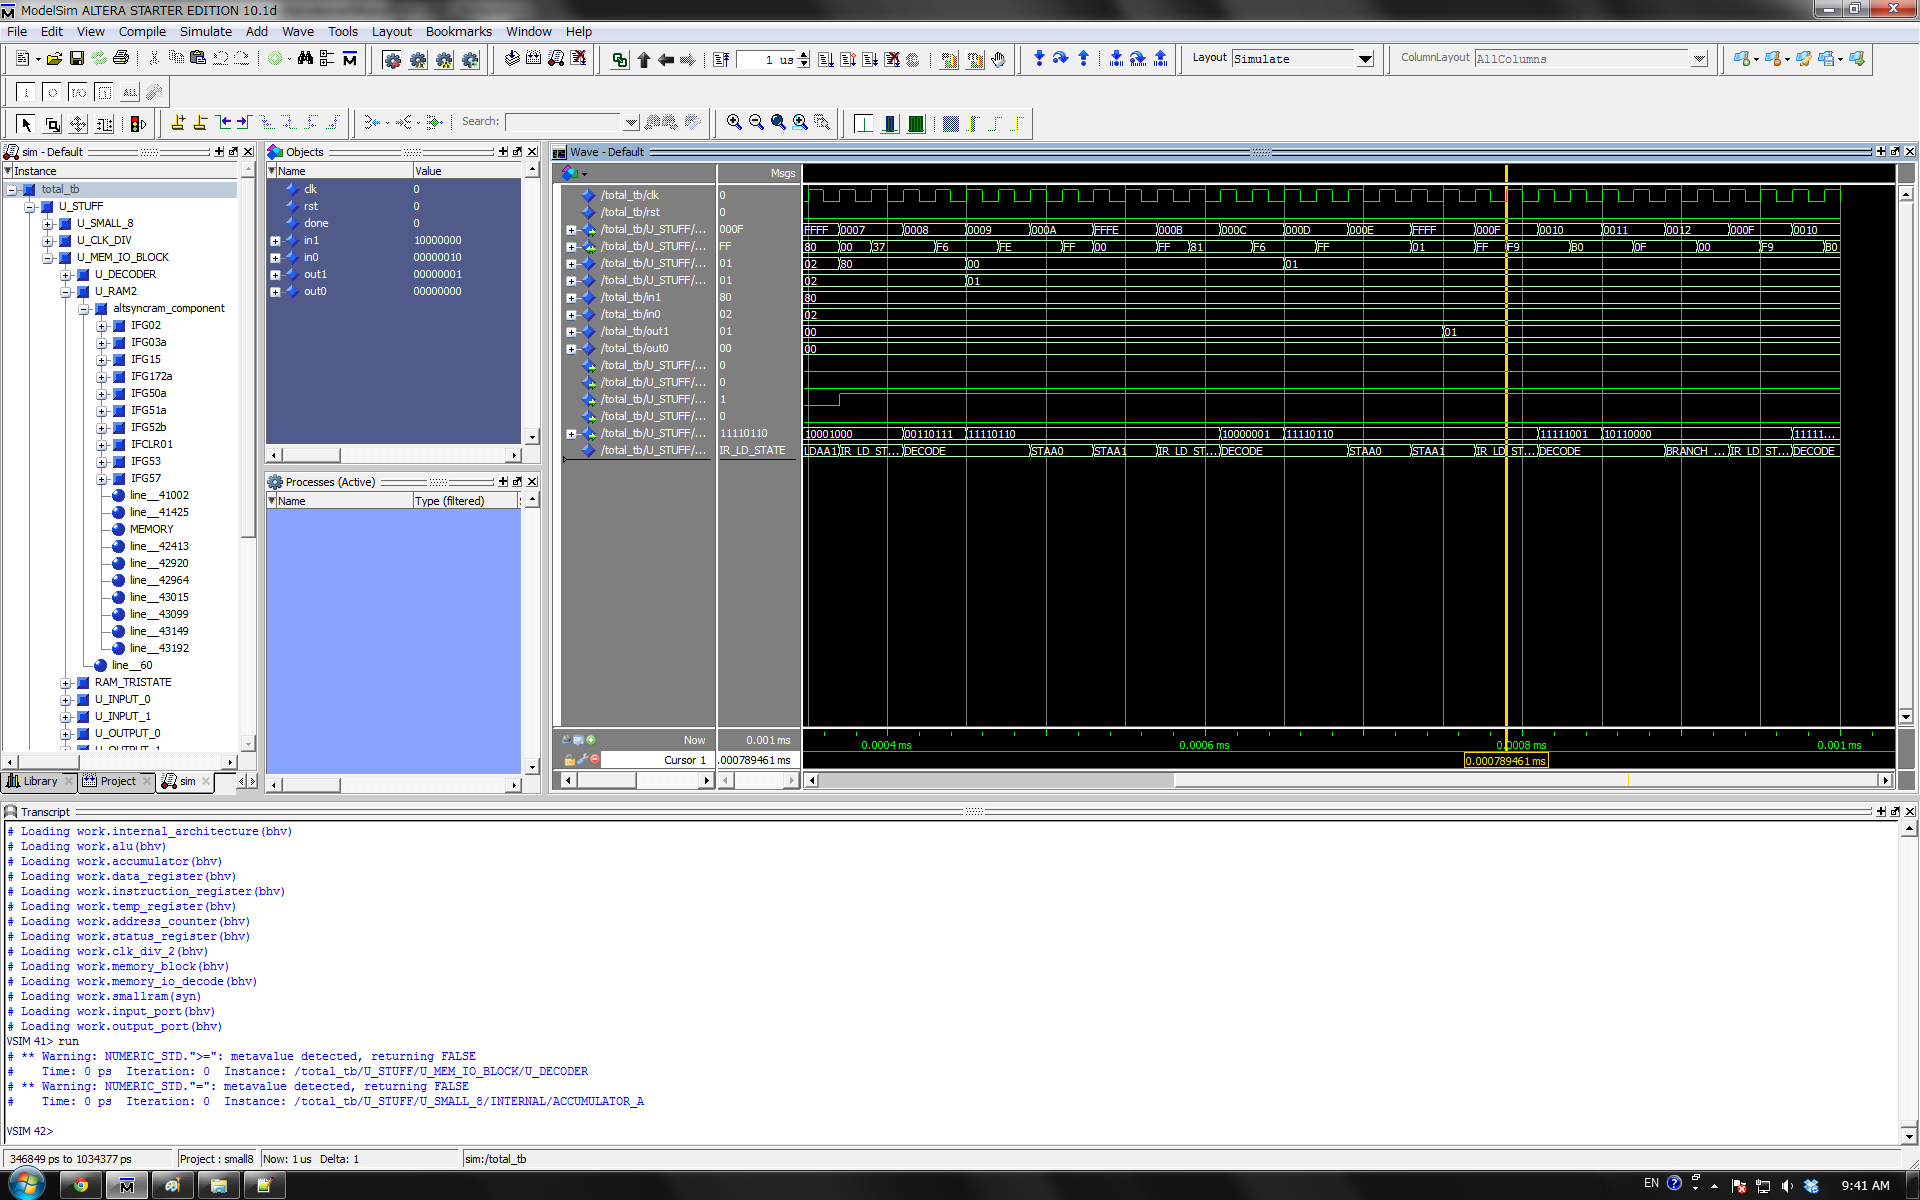 ModelSim ALTERA STARTER EDITION 10.1d
File Edit View Compile Simulate Add Wave Tools Layout Bookmarks Window Help
1 us
Layout Simulate
ColumnLayout AllColumns
Search:
sim - Default
Instance
total_tb
U_STUFF
U_SMALL_8
U_CLK_DIV
U_MEM_IO_BLOCK
U_DECODER
U_RAM2
altsyncram_component
IFG02
IFG03a
IFG15
IFG172a
IFG50a
IFG51a
IFG52b
IFCLR01
IFG53
IFG57
line__41002
line__41425
MEMORY
line__42413
line__42920
line__42964
line__43015
line__43099
line__43149
line__43192
line__60
RAM_TRISTATE
U_INPUT_0
U_INPUT_1
U_OUTPUT_0
U_OUTPUT_1
Library Project sim
Objects
Name Value
clk 0
rst 0
done 0
in1 10000000
in0 00000010
out1 00000001
out0 00000000
Processes (Active)
Name Type (filtered)
Wave - Default
Msgs
/total_tb/clk 0
/total_tb/rst 0
/total_tb/U_STUFF/... 000F FFFF 0007 0008 0009 000A FFFE 000B 000C 000D 000E FFFF 000F 0010 0011 0012 000F 0010
/total_tb/U_STUFF/... FF 80 00 37 F6 FE FF 00 FF 81 F6 FF 01 FF F9 B0 0F 00 F9 B0
/total_tb/U_STUFF/... 01 02 80 00 01
/total_tb/U_STUFF/... 01 02 01
/total_tb/in1 80 80
/total_tb/in0 02 02
/total_tb/out1 01 00 01
/total_tb/out0 00 00
/total_tb/U_STUFF/... 0
/total_tb/U_STUFF/... 0
/total_tb/U_STUFF/... 1
/total_tb/U_STUFF/... 0
/total_tb/U_STUFF/... 11110110 10001000 00110111 11110110 10000001 11110110 11111001 10110000 11111...
/total_tb/U_STUFF/... IR_LD_STATE LDAA1 IR_LD_ST... DECODE STAA0 STAA1 IR_LD_ST... DECODE STAA0 STAA1 IR_LD_ST... DECODE BRANCH_... IR_LD_ST... DECODE
Now 0.001 ms 0.0004 ms 0.0006 ms 0.0008 ms 0.001 ms
Cursor 1 .000789461 ms 0.000789461 ms
Transcript
# Loading work.internal_architecture(bhv)
# Loading work.alu(bhv)
# Loading work.accumulator(bhv)
# Loading work.data_register(bhv)
# Loading work.instruction_register(bhv)
# Loading work.temp_register(bhv)
# Loading work.address_counter(bhv)
# Loading work.status_register(bhv)
# Loading work.clk_div_2(bhv)
# Loading work.memory_block(bhv)
# Loading work.memory_io_decode(bhv)
# Loading work.smallram(syn)
# Loading work.input_port(bhv)
# Loading work.output_port(bhv)
VSIM 41> run
# ** Warning: NUMERIC_STD.">=": metavalue detected, returning FALSE
#    Time: 0 ps  Iteration: 0  Instance: /total_tb/U_STUFF/U_MEM_IO_BLOCK/U_DECODER
# ** Warning: NUMERIC_STD."=": metavalue detected, returning FALSE
#    Time: 0 ps  Iteration: 0  Instance: /total_tb/U_STUFF/U_SMALL_8/INTERNAL/ACCUMULATOR_A
VSIM 42>
346849 ps to 1034377 ps Project : small8 Now: 1 us Delta: 1 sim:/total_tb
EN 9:41 AM